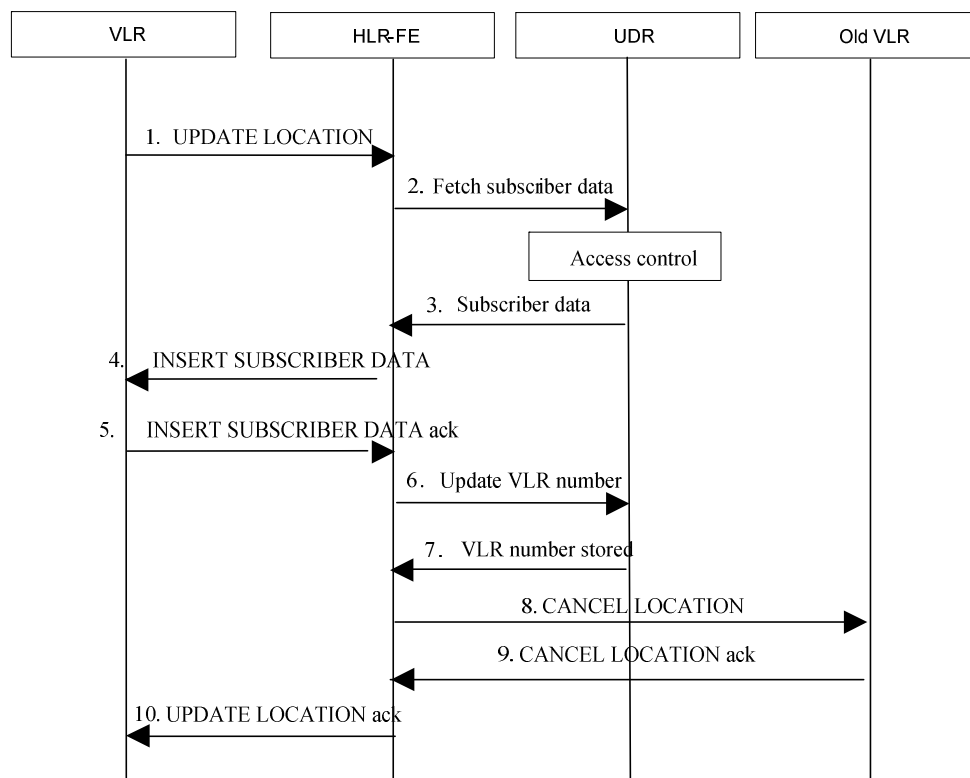 VLR
HLR-FE
UDR
Old VLR
1. UPDATE LOCATION
2. Fetch subscriber data
Access control
3. Subscriber data
4. INSERT SUBSCRIBER DATA
5. INSERT SUBSCRIBER DATA ack
6. Update VLR number
7. VLR number stored
8. CANCEL LOCATION
9. CANCEL LOCATION ack
10. UPDATE LOCATION ack